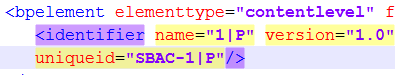 <bpelement elementtype="contentlevel" f
<identifier name="1|P" version="1.0"
uniqueid="SBAC-1|P"/>